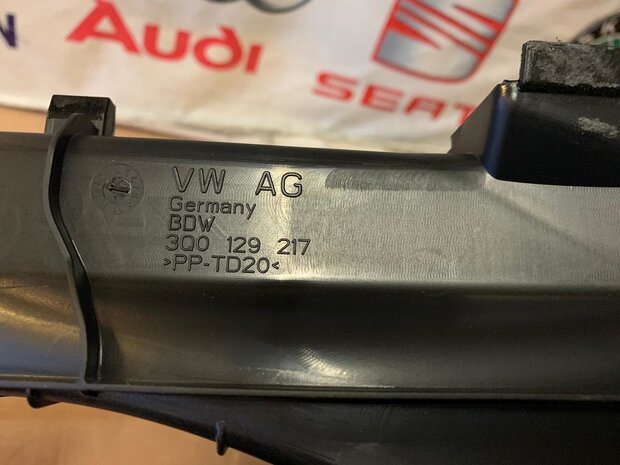 N
Audi
SEAT
VW AG
Germany
BDW
3Q0 129 217
>PP-TD20<